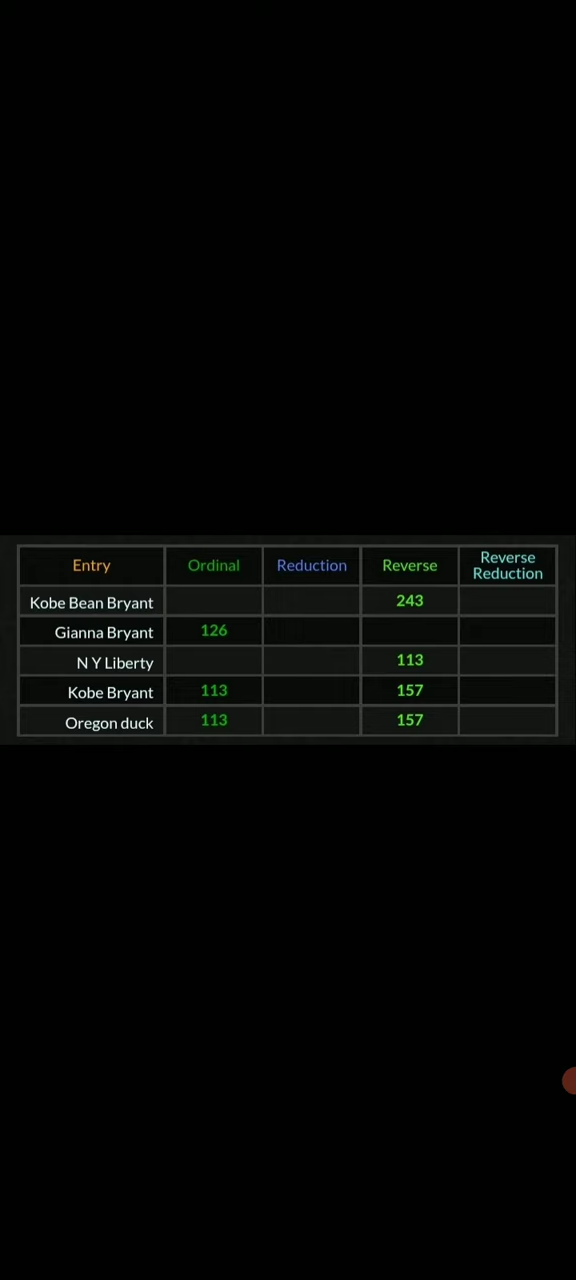 Entry Ordinal Reduction Reverse Reverse Reduction
Kobe Bean Bryant 243
Gianna Bryant 126
N Y Liberty 113
Kobe Bryant 113 157
Oregon duck 113 157